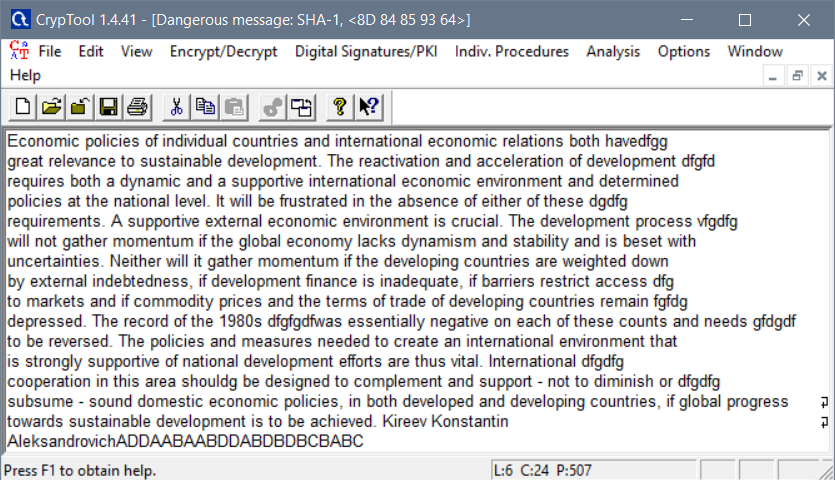 CrypTool 1.4.41 - [Dangerous message: SHA-1, <8D 84 85 93 64>]
File Edit View Encrypt/Decrypt Digital Signatures/PKI Indiv. Procedures Analysis Options Window
Help
Economic policies of individual countries and international economic relations both havedfgg
great relevance to sustainable development. The reactivation and acceleration of development dfgfd
requires both a dynamic and a supportive international economic environment and determined
policies at the national level. It will be frustrated in the absence of either of these dgdfg
requirements. A supportive external economic environment is crucial. The development process vfgdfg
will not gather momentum if the global economy lacks dynamism and stability and is beset with
uncertainties. Neither will it gather momentum if the developing countries are weighted down
by external indebtedness, if development finance is inadequate, if barriers restrict access dfg
to markets and if commodity prices and the terms of trade of developing countries remain fgfdg
depressed. The record of the 1980s dfgfgdfwas essentially negative on each of these counts and needs gfdgdf
to be reversed. The policies and measures needed to create an international environment that
is strongly supportive of national development efforts are thus vital. International dfgdfg
cooperation in this area shouldg be designed to complement and support - not to diminish or dfgdfg
subsume - sound domestic economic policies, in both developed and developing countries, if global progress
towards sustainable development is to be achieved. Kireev Konstantin
AleksandrovichADDAABAABDDABDBDBCBABC
Press F1 to obtain help. L:6 C:24 P:507